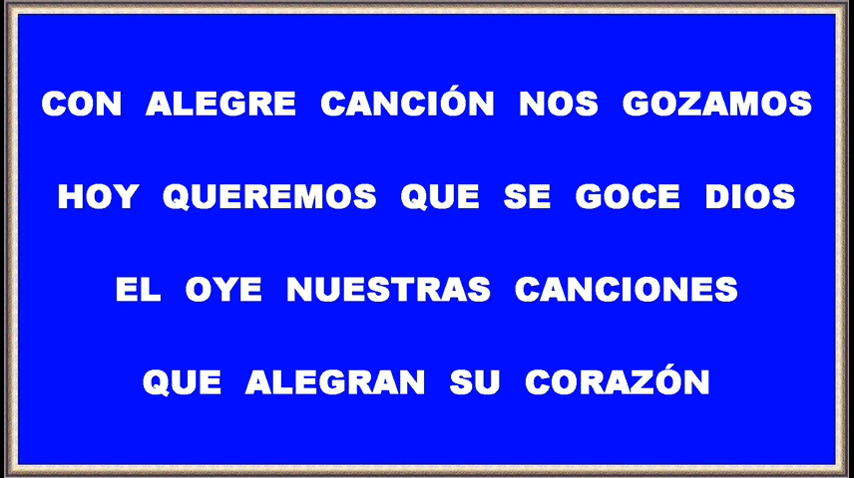 CON ALEGRE CANCIÓN NOS GOZAMOS
HOY QUEREMOS QUE SE GOCE DIOS
EL OYE NUESTRAS CANCIONES
QUE ALEGRAN SU CORAZÓN